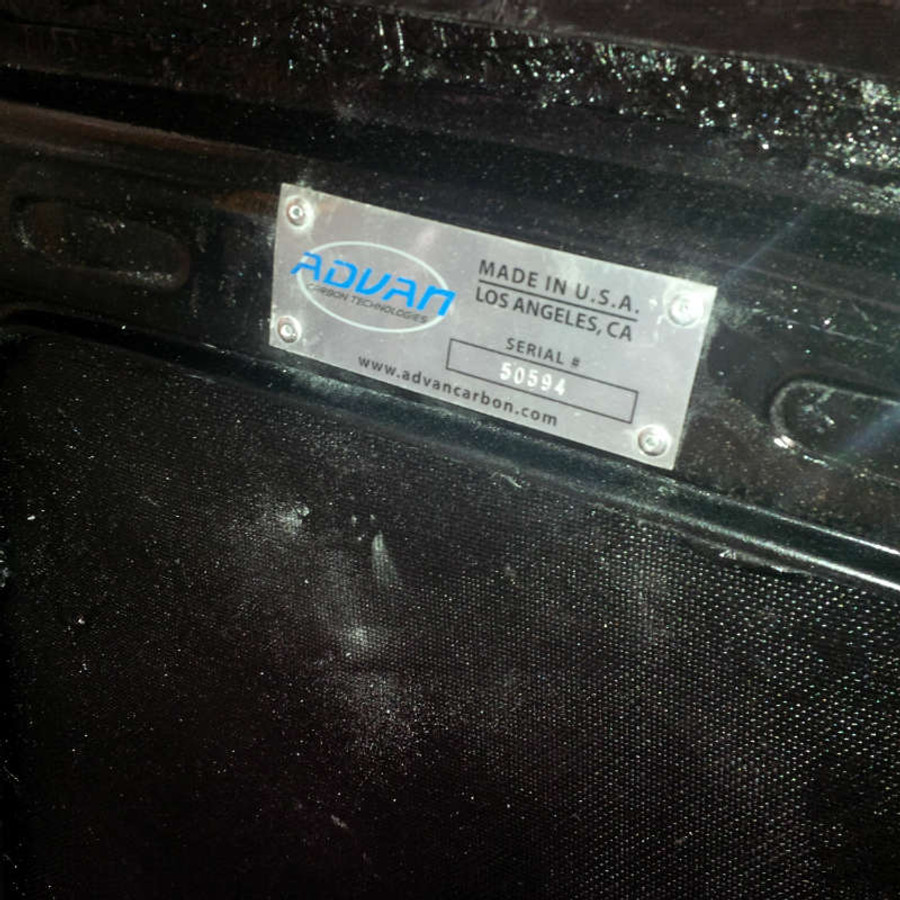 ADVAN
CARBON TECHNOLOGIES
MADE IN U.S.A.
LOS ANGELES, CA
SERIAL #
50594
www.advancarbon.com